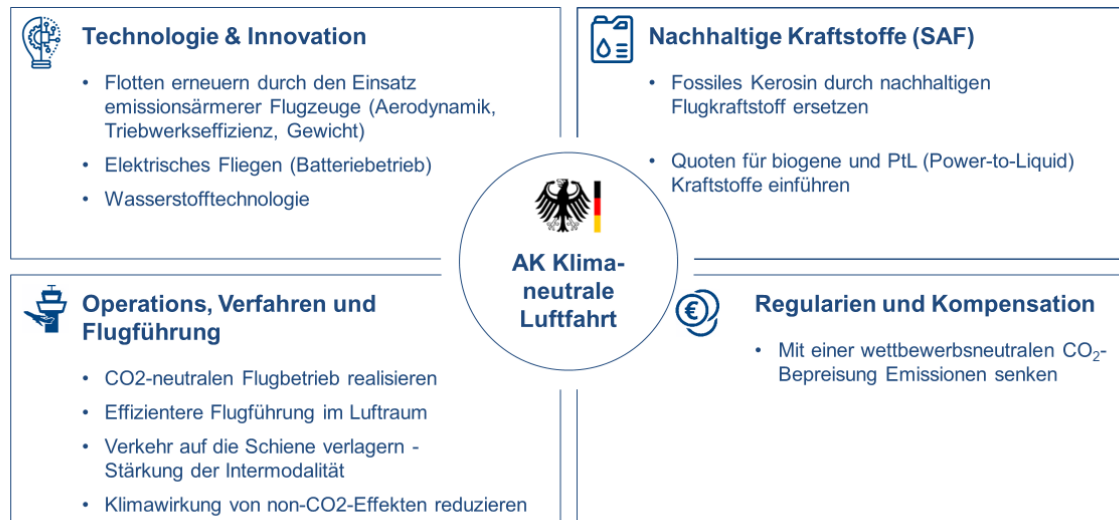 Technologie & Innovation
• Flotten erneuern durch den Einsatz
emissionsärmerer Flugzeuge (Aerodynamik,
Triebwerkseffizienz, Gewicht)
• Elektrisches Fliegen (Batteriebetrieb)
• Wasserstofftechnologie
Nachhaltige Kraftstoffe (SAF)
• Fossiles Kerosin durch nachhaltigen
Flugkraftstoff ersetzen
• Quoten für biogene und PtL (Power-to-Liquid)
Kraftstoffe einführen
AK Klima-
neutrale
Luftfahrt
Operations, Verfahren und
Flugführung
• CO2-neutralen Flugbetrieb realisieren
• Effizientere Flugführung im Luftraum
• Verkehr auf die Schiene verlagern -
Stärkung der Intermodalität
• Klimawirkung von non-CO2-Effekten reduzieren
€
Regularien und Kompensation
• Mit einer wettbewerbsneutralen CO₂-
Bepreisung Emissionen senken